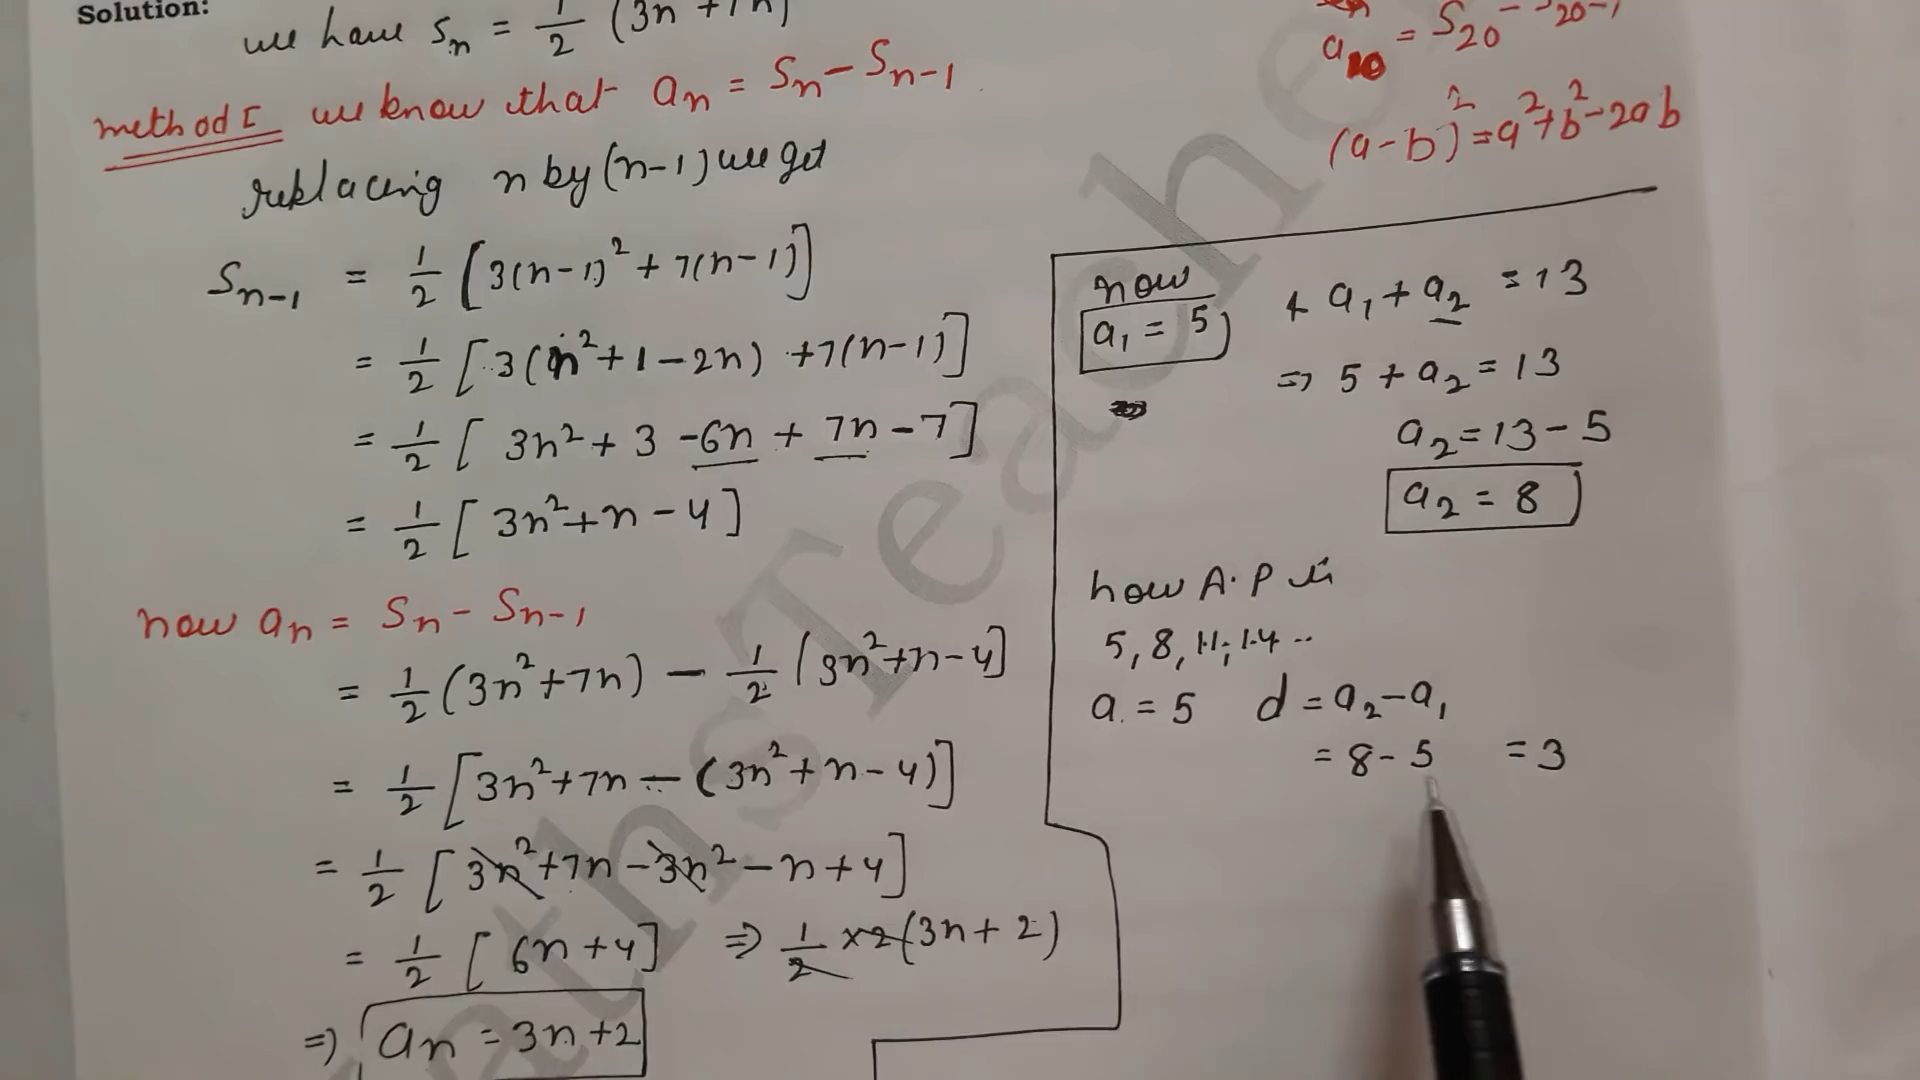 Solution:
we have Sn = 1/2 (3n + 7n)
method I we know that an = Sn - Sn-1
replacing n by (n-1) we get
Sn-1 = 1/2 [3(n-1)² + 7(n-1)]
= 1/2 [3(n²+1-2n) +7(n-1)]
= 1/2 [3n² + 3 -6n + 7n - 7]
= 1/2 [3n²+n-4]
now an = Sn - Sn-1
= 1/2 (3n²+7n) - 1/2 [3n²+n-4]
= 1/2 [3n²+7n - (3n²+n-4)]
= 1/2 [3n²+7n-3n²-n+4]
= 1/2 [6n+4] ⇒ 1/2 ×2(3n+2)
⇒ an = 3n+2
= S20 - S20-1
(a-b)² = a²+b²-2ab
now
a1 = 5
& a1 + a2 = 13
⇒ 5 + a2 = 13
a2 = 13 - 5
a2 = 8
now A.P is
5, 8, 11, 14 ..
a = 5 d = a2 - a1
= 8 - 5 = 3